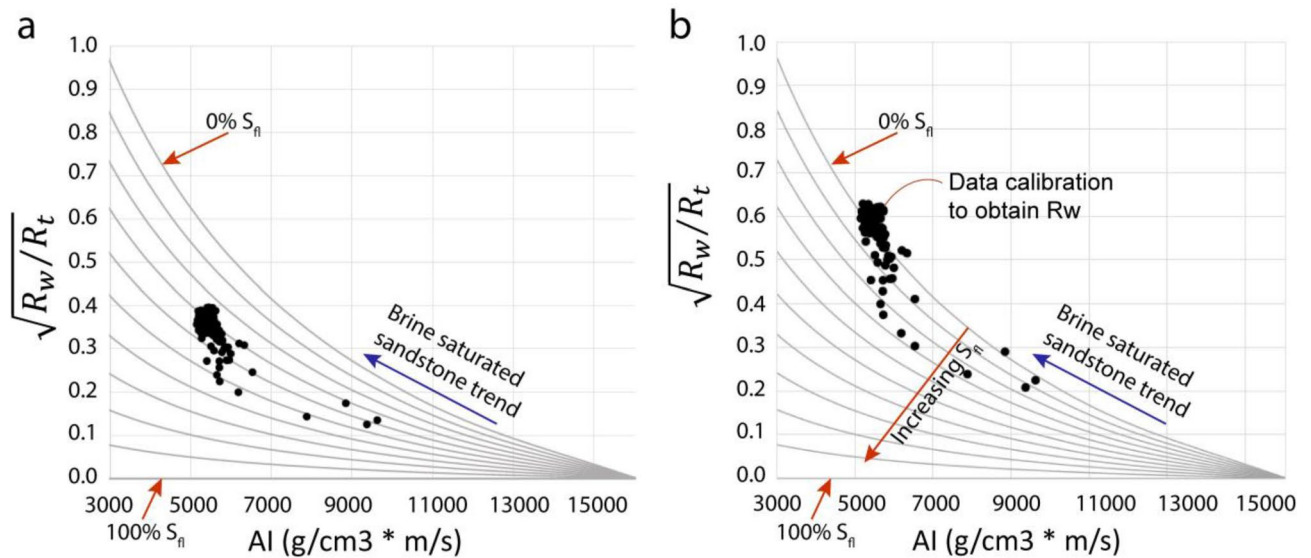 a
1.0
0.9
0.8
0.7
0.6
0.5
0.4
0.3
0.2
0.1
0.0
√Rw/Rt
0% Sfl
Brine saturated
sandstone trend
3000 5000 7000 9000 11000 13000 15000
100% Sfl
AI (g/cm3 * m/s)
b
1.0
0.9
0.8
0.7
0.6
0.5
0.4
0.3
0.2
0.1
0.0
√Rw/Rt
0% Sfl
Data calibration
to obtain Rw
Brine saturated
sandstone trend
Increasing Sfl
3000 5000 7000 9000 11000 13000 15000
100% Sfl
AI (g/cm3 * m/s)